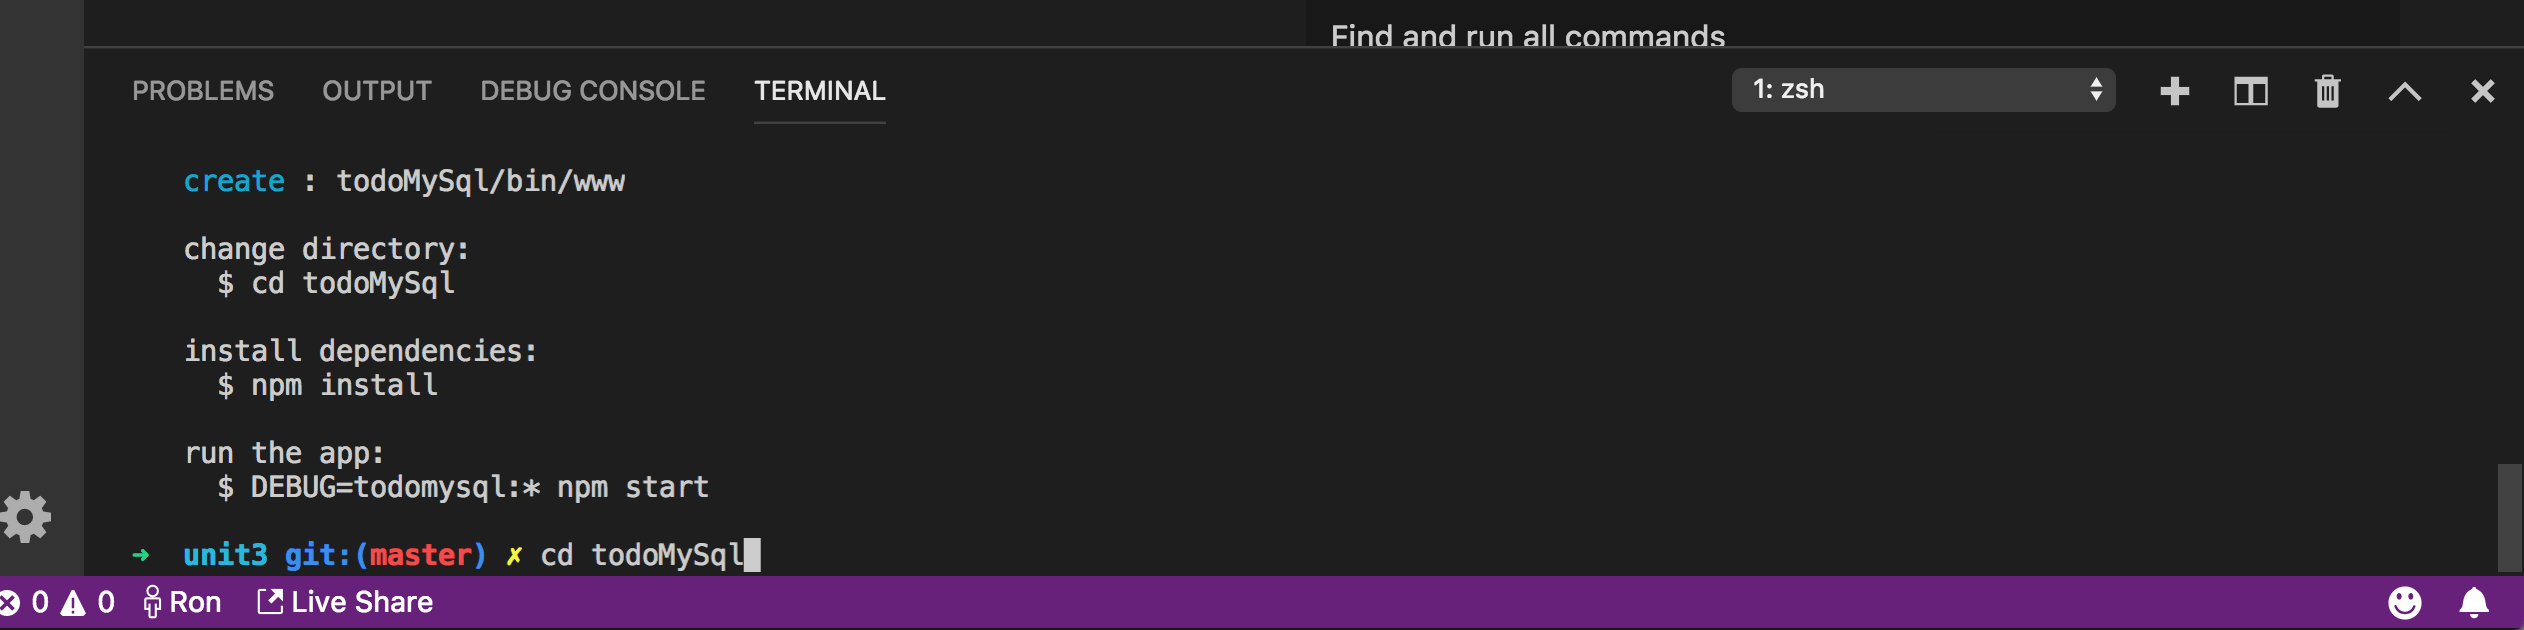 Find and run all commands
PROBLEMS OUTPUT DEBUG CONSOLE TERMINAL 1: zsh
create : todoMySql/bin/www
change directory:
$ cd todoMySql
install dependencies:
$ npm install
run the app:
$ DEBUG=todomysql:* npm start
➜ unit3 git:(master) ✗ cd todoMySql
0 0 Ron Live Share